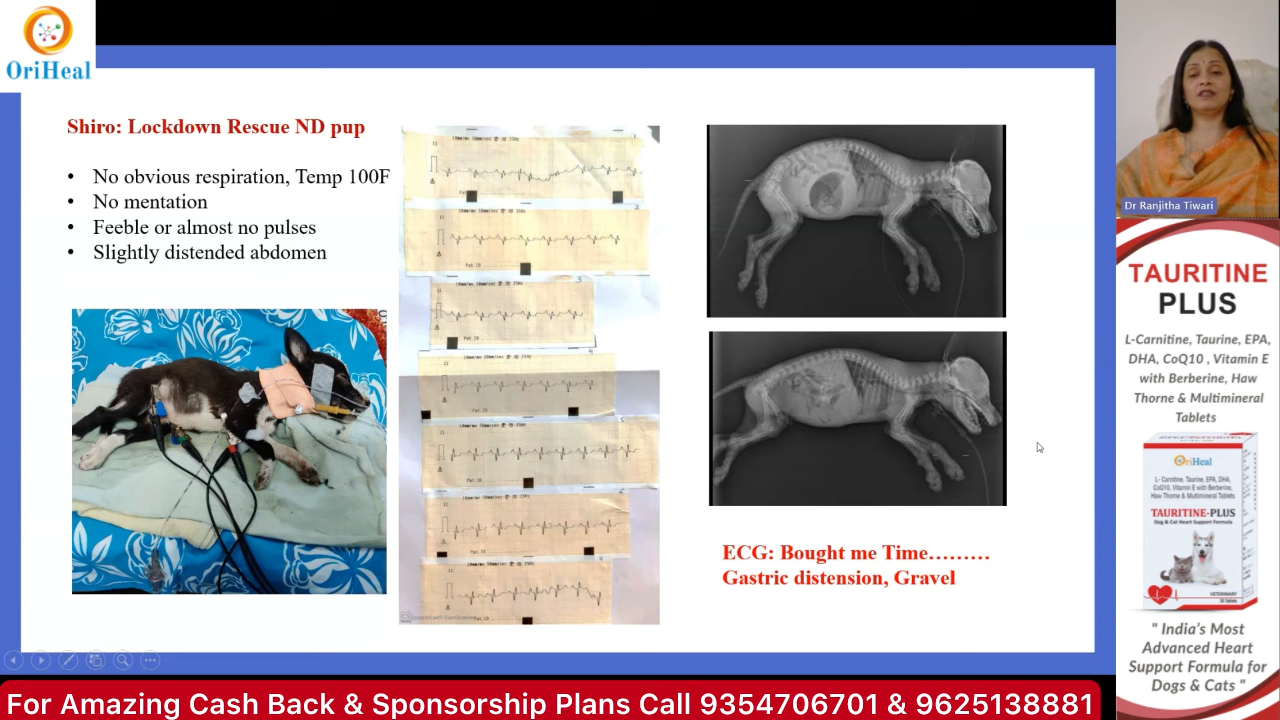 OriHeal
Shiro: Lockdown Rescue ND pup
• No obvious respiration, Temp 100F
• No mentation
• Feeble or almost no pulses
• Slightly distended abdomen
ECG: Bought me Time………
Gastric distension, Gravel
Dr Ranjitha Tiwari
TAURITINE
PLUS
L-Carnitine, Taurine, EPA,
DHA, CoQ10 , Vitamin E
with Berberine, Haw
Thorne & Multimineral
Tablets
OriHeal
L- Carnitine, Taurine, EPA, DHA,
CoQ10, Vitamin E with Berberine,
Haw Thorne & Multimineral Tablets
TAURITINE-PLUS
Dog & Cat Heart Support Formula
VETERINARY
" India's Most
Advanced Heart
Support Formula for
Dogs & Cats "
For Amazing Cash Back & Sponsorship Plans Call 9354706701 & 9625138881